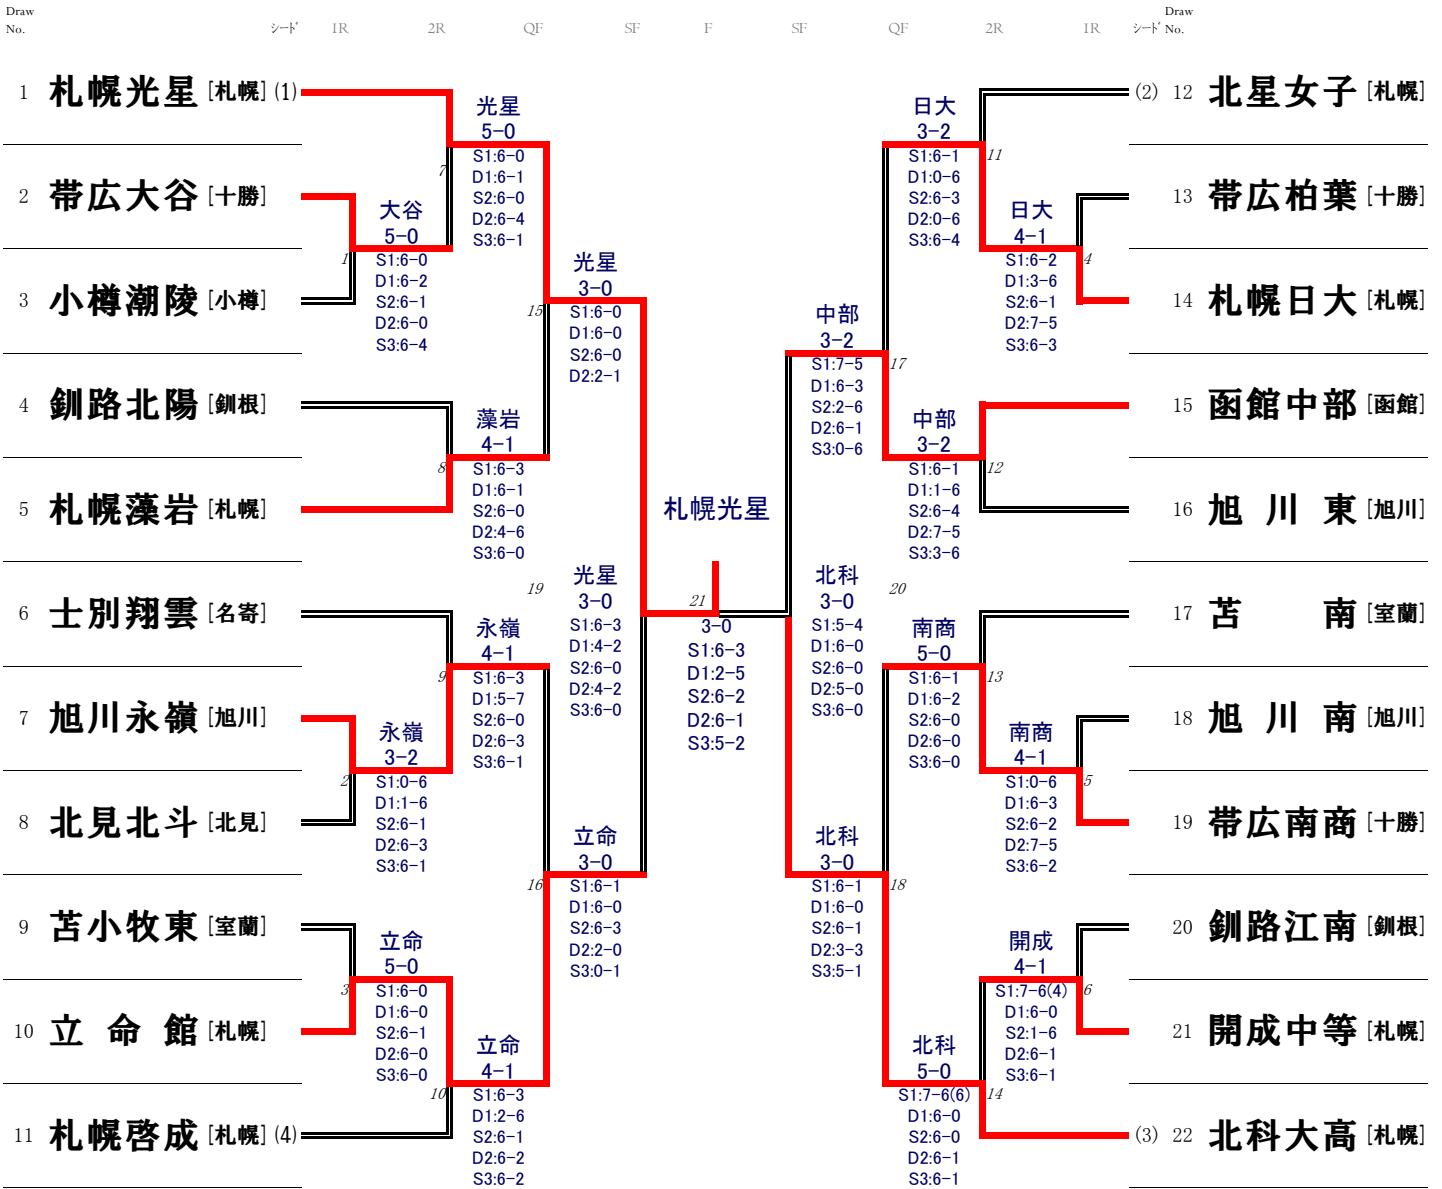 Draw
No.
シード 1R 2R QF SF F SF QF 2R 1R シード
Draw
No.
1 札幌光星 [札幌] (1)
2 帯広大谷 [十勝]
3 小樽潮陵 [小樽]
4 釧路北陽 [釧根]
5 札幌藻岩 [札幌]
6 士別翔雲 [名寄]
7 旭川永嶺 [旭川]
8 北見北斗 [北見]
9 苫小牧東 [室蘭]
10 立命館 [札幌]
11 札幌啓成 [札幌] (4)
1
大谷
5-0
S1:6-0
D1:6-2
S2:6-1
D2:6-0
S3:6-4
2
永嶺
3-2
S1:0-6
D1:1-6
S2:6-1
D2:6-3
S3:6-1
3
立命
5-0
S1:6-0
D1:6-0
S2:6-1
D2:6-0
S3:6-0
7
光星
5-0
S1:6-0
D1:6-1
S2:6-0
D2:6-4
S3:6-1
8
藻岩
4-1
S1:6-3
D1:6-1
S2:6-0
D2:4-6
S3:6-0
9
永嶺
4-1
S1:6-3
D1:5-7
S2:6-0
D2:6-3
S3:6-1
10
立命
4-1
S1:6-3
D1:2-6
S2:6-1
D2:6-2
S3:6-2
15
光星
3-0
S1:6-0
D1:6-0
S2:6-0
D2:2-1
16
立命
3-0
S1:6-1
D1:6-0
S2:6-3
D2:2-0
S3:0-1
19
光星
3-0
S1:6-3
D1:4-2
S2:6-0
D2:4-2
S3:6-0
札幌光星
21
3-0
S1:6-3
D1:2-5
S2:6-2
D2:6-1
S3:5-2
中部
3-2
S1:7-5
D1:6-3
S2:2-6
D2:6-1
S3:0-6
17
北科
3-0
S1:5-4
D1:6-0
S2:6-0
D2:5-0
S3:6-0
20
北科
3-0
S1:6-1
D1:6-0
S2:6-1
D2:3-3
S3:5-1
18
日大
3-2
S1:6-1
D1:0-6
S2:6-3
D2:0-6
S3:6-4
11
中部
3-2
S1:6-1
D1:1-6
S2:6-4
D2:7-5
S3:3-6
12
南商
5-0
S1:6-1
D1:6-2
S2:6-0
D2:6-0
S3:6-0
13
北科
5-0
S1:7-6(6)
D1:6-0
S2:6-0
D2:6-1
S3:6-1
14
日大
4-1
S1:6-2
D1:3-6
S2:6-1
D2:7-5
S3:6-3
4
南商
4-1
S1:0-6
D1:6-3
S2:6-2
D2:7-5
S3:6-2
5
開成
4-1
S1:7-6(4)
D1:6-0
S2:1-6
D2:6-1
S3:6-1
6
(2) 12 北星女子 [札幌]
13 帯広柏葉 [十勝]
14 札幌日大 [札幌]
15 函館中部 [函館]
16 旭川東 [旭川]
17 苫南 [室蘭]
18 旭川南 [旭川]
19 帯広南商 [十勝]
20 釧路江南 [釧根]
21 開成中等 [札幌]
(3) 22 北科大高 [札幌]